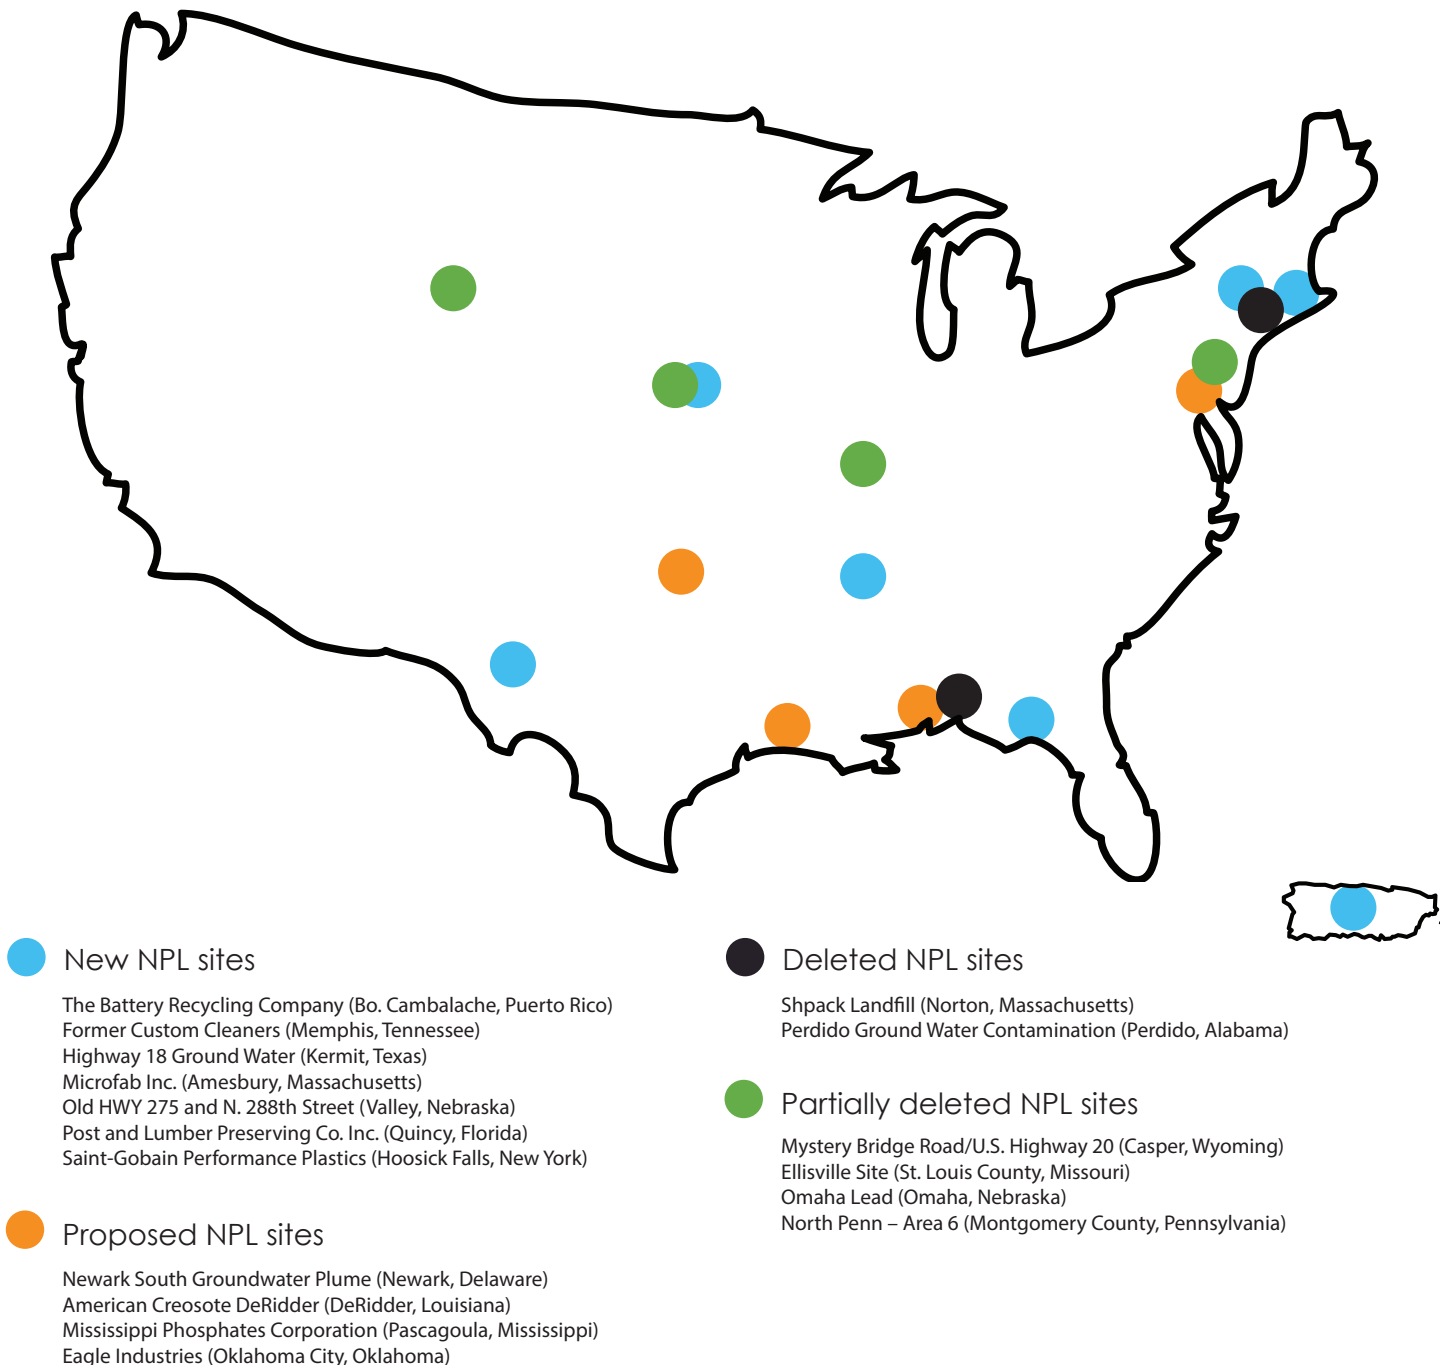 New NPL sites
The Battery Recycling Company (Bo. Cambalache, Puerto Rico)
Former Custom Cleaners (Memphis, Tennessee)
Highway 18 Ground Water (Kermit, Texas)
Microfab Inc. (Amesbury, Massachusetts)
Old HWY 275 and N. 288th Street (Valley, Nebraska)
Post and Lumber Preserving Co. Inc. (Quincy, Florida)
Saint-Gobain Performance Plastics (Hoosick Falls, New York)
Proposed NPL sites
Newark South Groundwater Plume (Newark, Delaware)
American Creosote DeRidder (DeRidder, Louisiana)
Mississippi Phosphates Corporation (Pascagoula, Mississippi)
Eagle Industries (Oklahoma City, Oklahoma)
Deleted NPL sites
Shpack Landfill (Norton, Massachusetts)
Perdido Ground Water Contamination (Perdido, Alabama)
Partially deleted NPL sites
Mystery Bridge Road/U.S. Highway 20 (Casper, Wyoming)
Ellisville Site (St. Louis County, Missouri)
Omaha Lead (Omaha, Nebraska)
North Penn – Area 6 (Montgomery County, Pennsylvania)